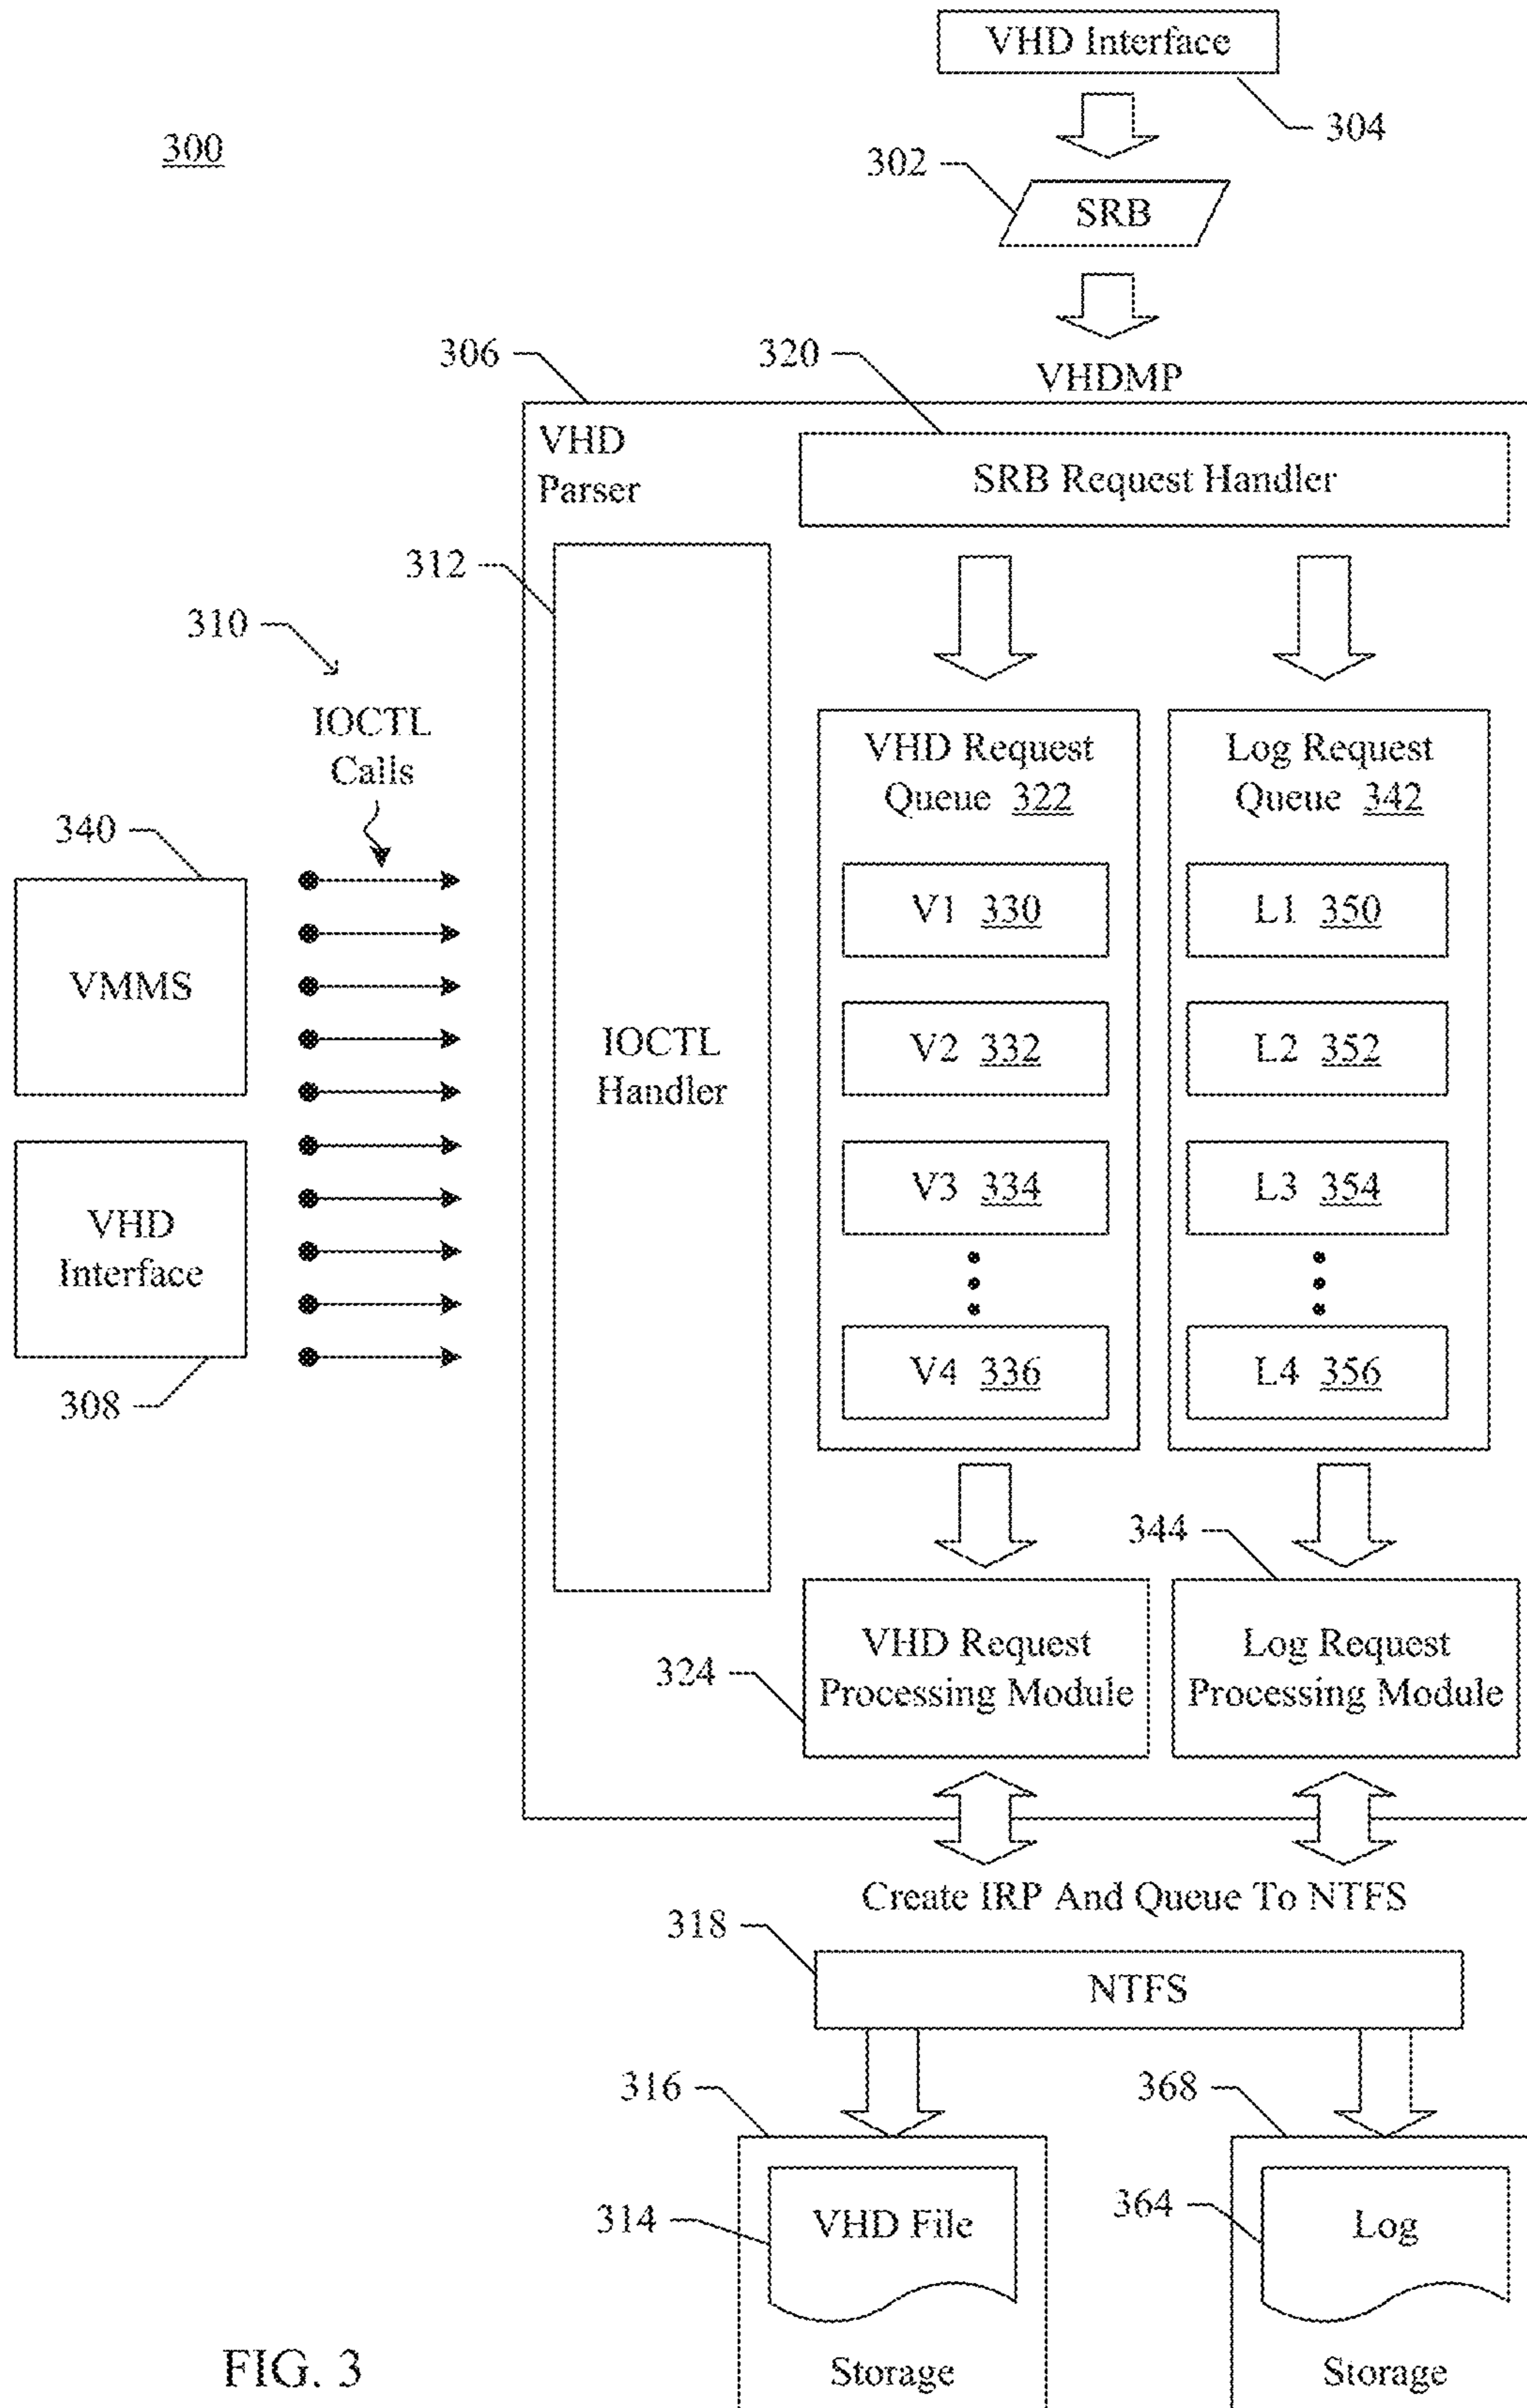 VHD Interface
304
300
302
SRB
306
320
VHDMP
VHD
Parser
SRB Request Handler
312
310
IOCTL
Calls
VHD Request
Queue 322
Log Request
Queue 342
340
VMMS
V1 330
L1 350
V2 332
L2 352
IOCTL
Handler
V3 334
L3 354
VHD
Interface
V4 336
L4 356
308
344
VHD Request
Processing Module
Log Request
Processing Module
324
Create IRP And Queue To NTFS
318
NTFS
316
368
314
VHD File
364
Log
Storage
Storage
FIG. 3